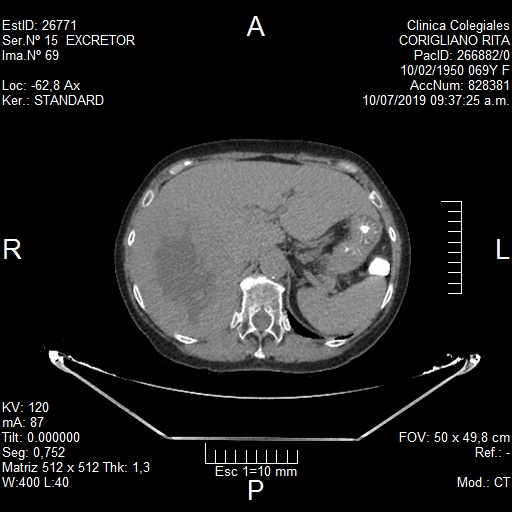 EstID: 26771
Ser.Nº 15  EXCRETOR
Ima.Nº 69
Loc: -62,8 Ax
Ker.: STANDARD
A
Clinica Colegiales
CORIGLIANO RITA
PacID: 266882/0
10/02/1950 069Y F
AccNum: 828381
10/07/2019 09:37:25 a.m.
R
L
KV: 120
mA: 87
Tilt: 0.000000
Seg: 0,752
Matriz 512 x 512 Thk: 1,3
W:400 L:40
Esc 1=10 mm
P
FOV: 50 x 49,8 cm
Ref.: -
Mod.: CT